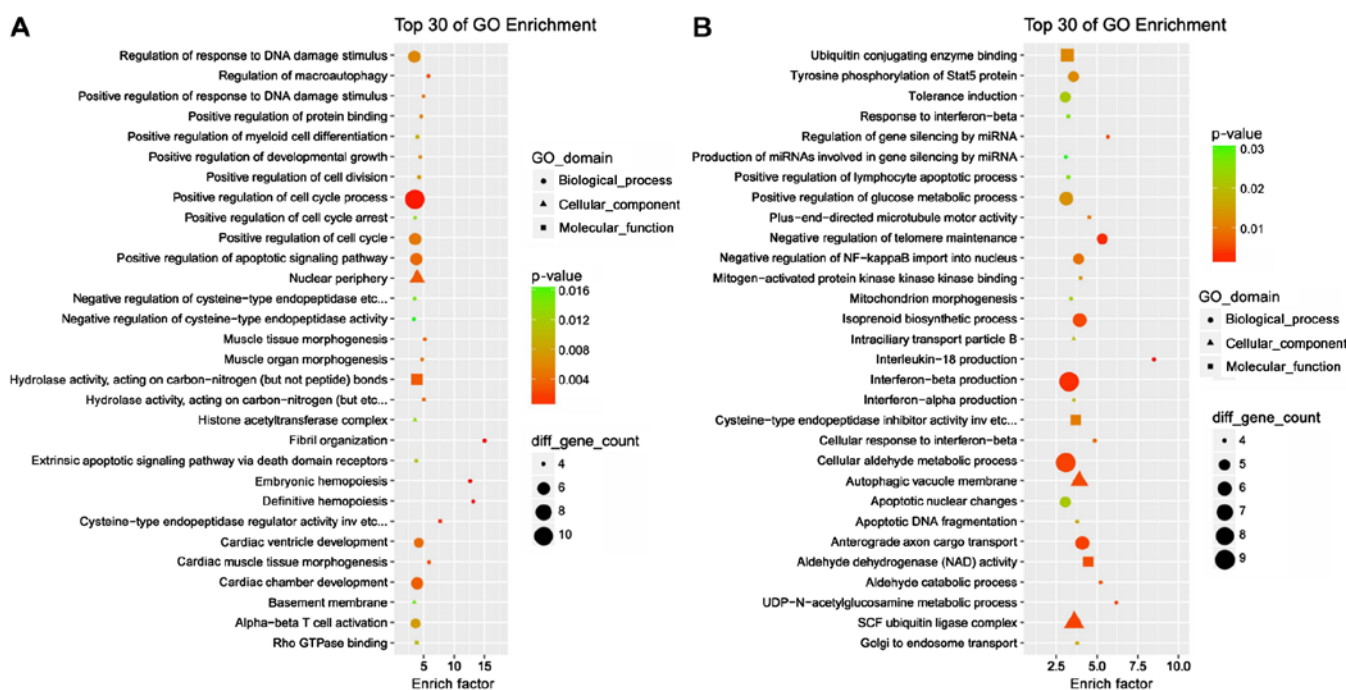 A
Top 30 of GO Enrichment
Regulation of response to DNA damage stimulus
Regulation of macroautophagy
Positive regulation of response to DNA damage stimulus
Positive regulation of protein binding
Positive regulation of myeloid cell differentiation
Positive regulation of developmental growth
Positive regulation of cell division
Positive regulation of cell cycle process
Positive regulation of cell cycle arrest
Positive regulation of cell cycle
Positive regulation of apoptotic signaling pathway
Nuclear periphery
Negative regulation of cysteine-type endopeptidase etc...
Negative regulation of cysteine-type endopeptidase activity
Muscle tissue morphogenesis
Muscle organ morphogenesis
Hydrolase activity, acting on carbon-nitrogen (but not peptide) bonds
Hydrolase activity, acting on carbon-nitrogen (but etc...
Histone acetyltransferase complex
Fibril organization
Extrinsic apoptotic signaling pathway via death domain receptors
Embryonic hemopoiesis
Definitive hemopoiesis
Cysteine-type endopeptidase regulator activity inv etc...
Cardiac ventricle development
Cardiac muscle tissue morphogenesis
Cardiac chamber development
Basement membrane
Alpha-beta T cell activation
Rho GTPase binding
5 10 15
Enrich factor
GO_domain
Biological_process
Cellular_component
Molecular_function
p-value
0.016
0.012
0.008
0.004
diff_gene_count
4
6
8
10
B
Top 30 of GO Enrichment
Ubiquitin conjugating enzyme binding
Tyrosine phosphorylation of Stat5 protein
Tolerance induction
Response to interferon-beta
Regulation of gene silencing by miRNA
Production of miRNAs involved in gene silencing by miRNA
Positive regulation of lymphocyte apoptotic process
Positive regulation of glucose metabolic process
Plus-end-directed microtubule motor activity
Negative regulation of telomere maintenance
Negative regulation of NF-kappaB import into nucleus
Mitogen-activated protein kinase kinase kinase binding
Mitochondrion morphogenesis
Isoprenoid biosynthetic process
Intraciliary transport particle B
Interleukin-18 production
Interferon-beta production
Interferon-alpha production
Cysteine-type endopeptidase inhibitor activity inv etc...
Cellular response to interferon-beta
Cellular aldehyde metabolic process
Autophagic vacuole membrane
Apoptotic nuclear changes
Apoptotic DNA fragmentation
Anterograde axon cargo transport
Aldehyde dehydrogenase (NAD) activity
Aldehyde catabolic process
UDP-N-acetylglucosamine metabolic process
SCF ubiquitin ligase complex
Golgi to endosome transport
2.5 5.0 7.5 10.0
Enrich factor
p-value
0.03
0.02
0.01
GO_domain
Biological_process
Cellular_component
Molecular_function
diff_gene_count
4
5
6
7
8
9